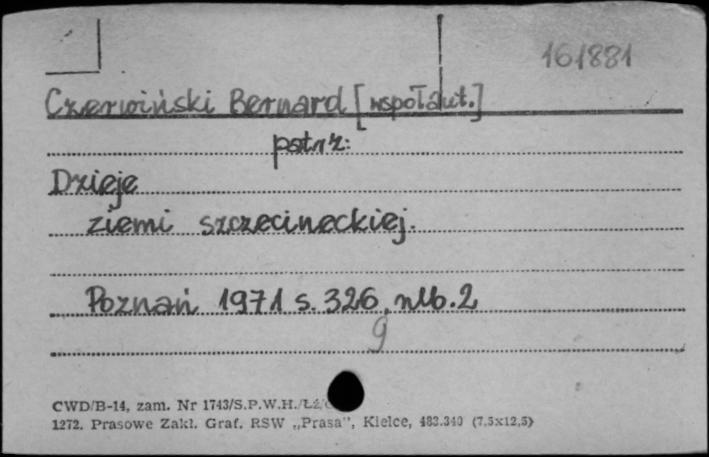 161881
Czerwiński Bernard [współaut.]
patrz:
Dzieje
ziemi szczecineckiej.
Poznań 1971 s. 326, nlb. 2
9
CWD/B-14, zam. Nr 1743/S.P.W.H./Łż/
1272. Prasowe Zakł. Graf. RSW „Prasa", Kielce, 483.340 (7,5x12,5)